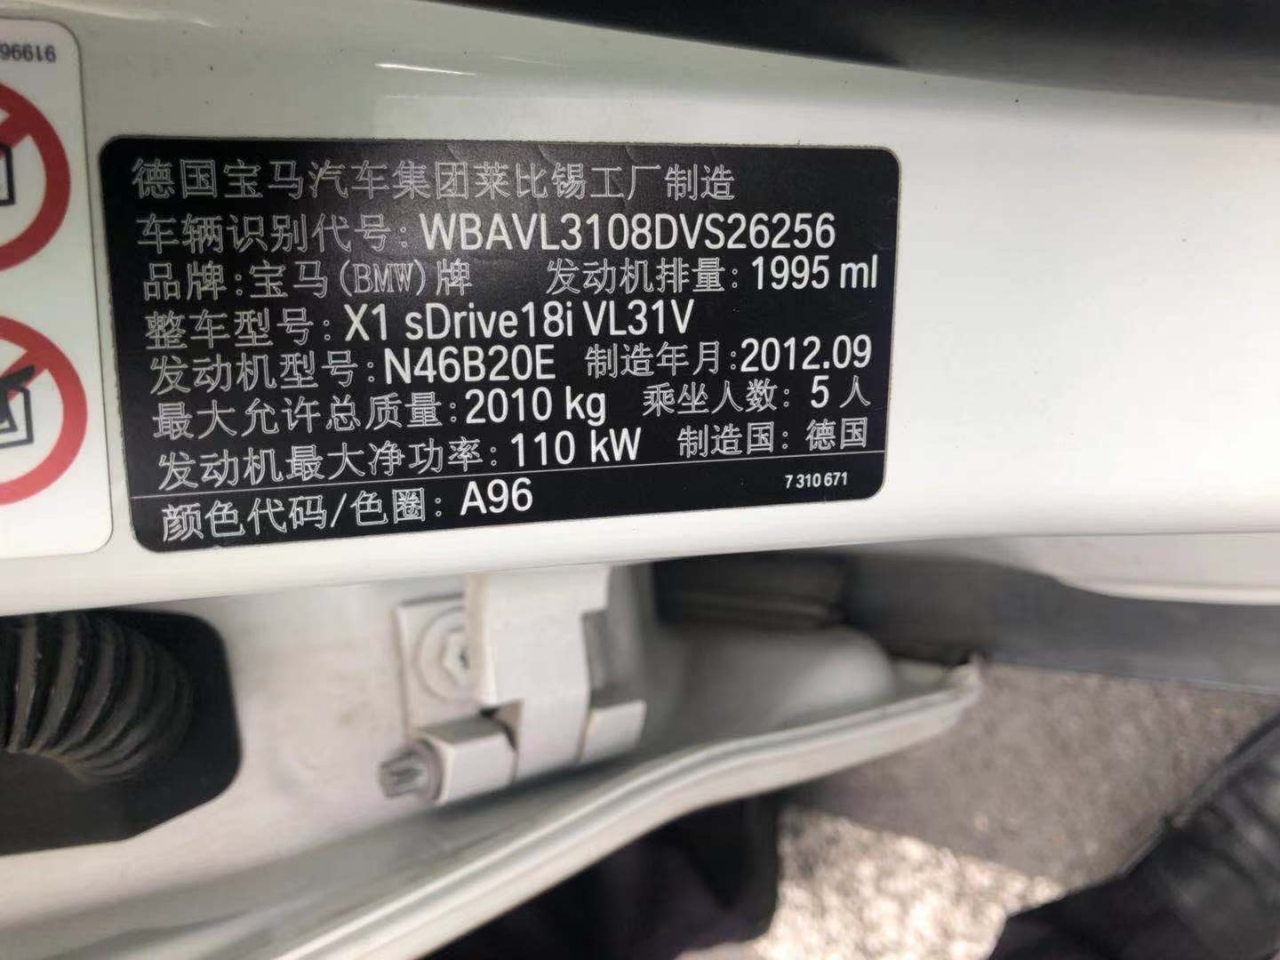 96616
德国宝马汽车集团莱比锡工厂制造
车辆识别代号: WBAVL3108DVS26256
品牌:宝马(BMW)牌 发动机排量: 1995 ml
整车型号: X1 sDrive18i VL31V
发动机型号: N46B20E 制造年月:2012.09
最大允许总质量: 2010 kg 乘坐人数: 5 人
发动机最大净功率: 110 kW 制造国: 德国
颜色代码/色圈: A96 7 310 671